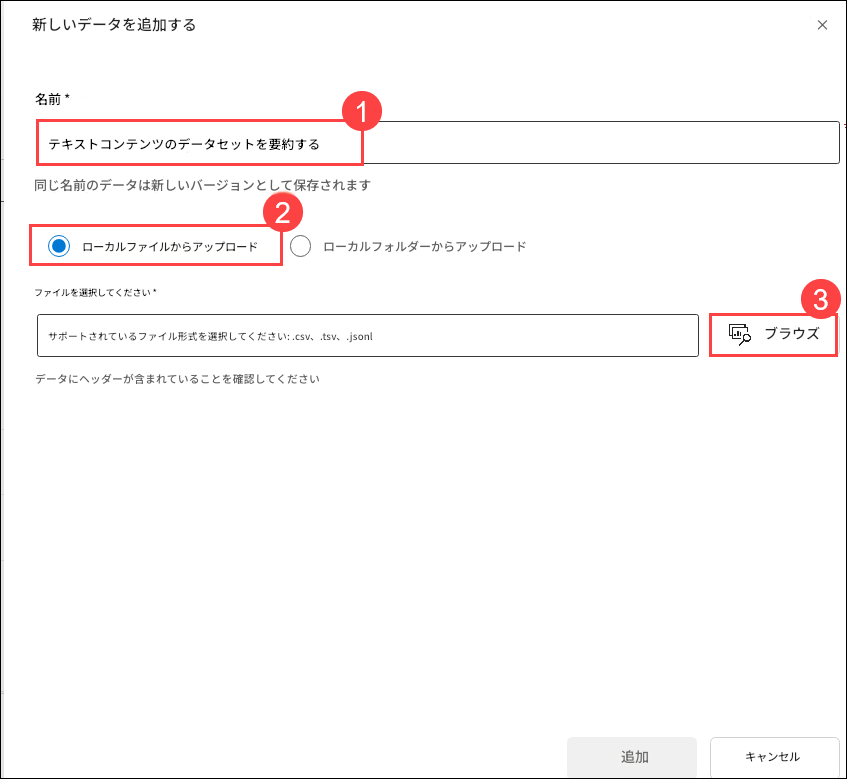 新しいデータを追加する
名前 *
1
テキストコンテンツのデータセットを要約する
同じ名前のデータは新しいバージョンとして保存されます
2
ローカルファイルからアップロード ローカルフォルダーからアップロード
ファイルを選択してください *
3
サポートされているファイル形式を選択してください: .csv、.tsv、.jsonl ブラウズ
データにヘッダーが含まれていることを確認してください
追加 キャンセル